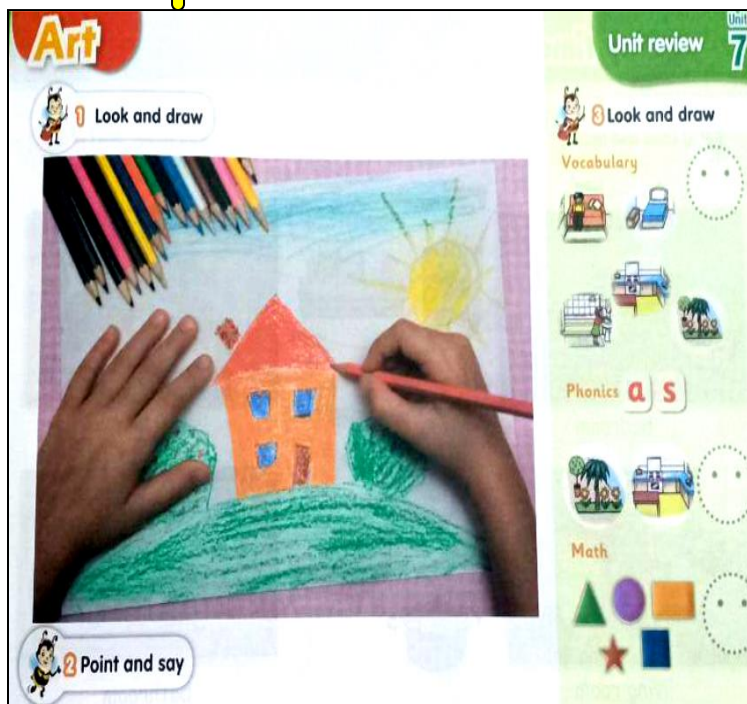 Art
1 Look and draw
2 Point and say
Unit review
Unit 7
3 Look and draw
Vocabulary
Phonics a s
Math